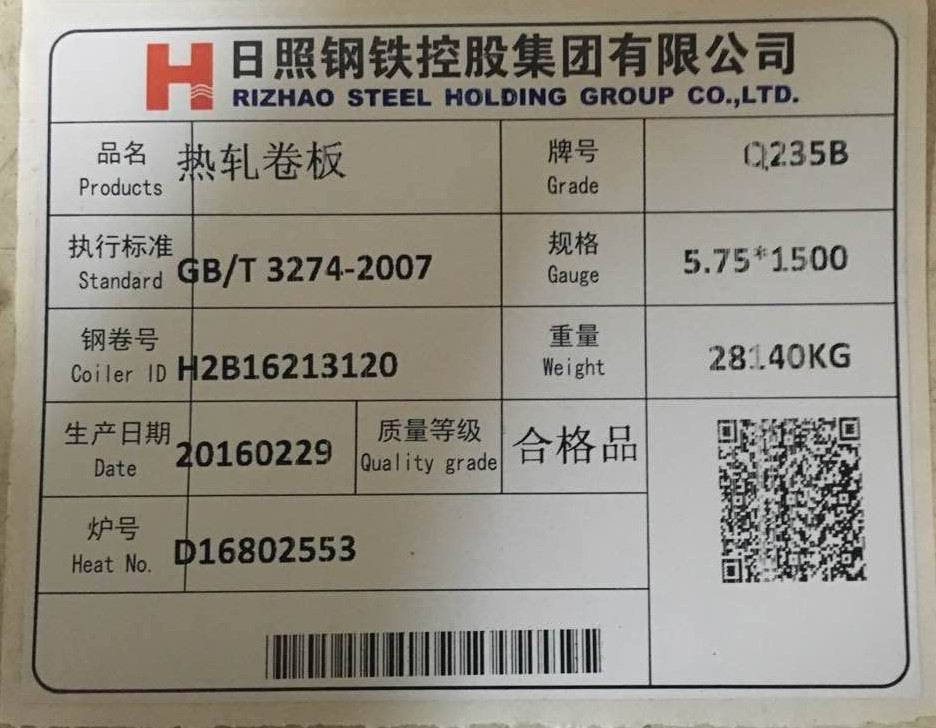 日照钢铁控股集团有限公司
RIZHAO STEEL HOLDING GROUP CO.,LTD.
品名
Products
热轧卷板
牌号
Grade
Q235B
执行标准
Standard
GB/T 3274-2007
规格
Gauge
5.75*1500
钢卷号
Coiler ID
H2B16213120
重量
Weight
28140KG
生产日期
Date
20160229
质量等级
Quality grade
合格品
炉号
Heat No.
D16802553